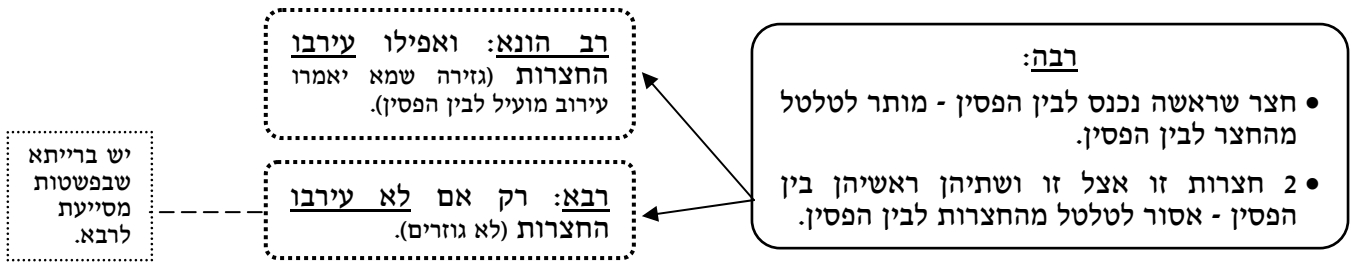 רבה:
• חצר שראשה נכנס לבין הפסין - מותר לטלטל
מהחצר לבין הפסין.
• 2 חצרות זו אצל זו ושתיהן ראשיהן בין
הפסין - אסור לטלטל מהחצרות לבין הפסין.
רב הונא: ואפילו עירבו
החצרות (גזירה שמא יאמרו
עירוב מועיל לבין הפסין).
רבא: רק אם לא עירבו
החצרות (לא גוזרים).
יש ברייתא
שבפשטות
מסייעת
לרבא.